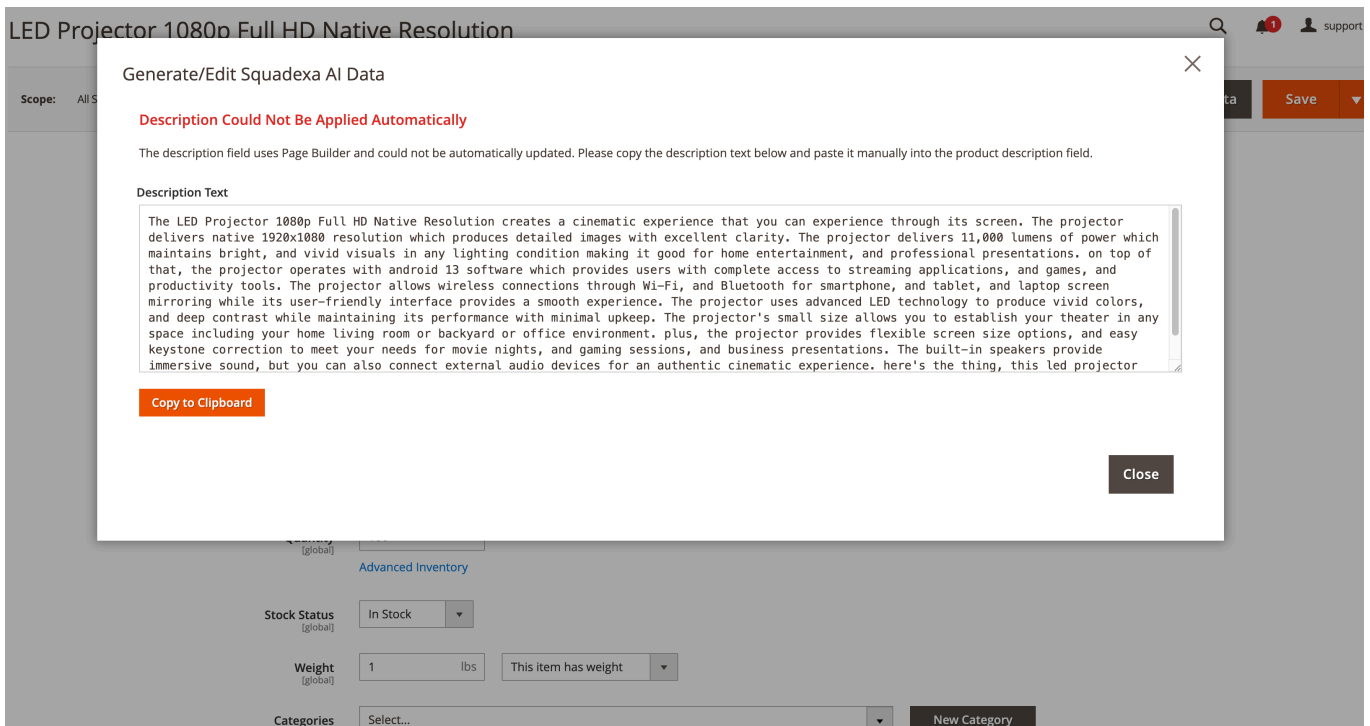 LED Projector 1080p Full HD Native Resolution
1
support
Generate/Edit Squadexa AI Data
Scope:
All S
ta
Save
Description Could Not Be Applied Automatically
The description field uses Page Builder and could not be automatically updated. Please copy the description text below and paste it manually into the product description field.
Description Text
The LED Projector 1080p Full HD Native Resolution creates a cinematic experience that you can experience through its screen. The projector
delivers native 1920x1080 resolution which produces detailed images with excellent clarity. The projector delivers 11,000 lumens of power which
maintains bright, and vivid visuals in any lighting condition making it good for home entertainment, and professional presentations. on top of
that, the projector operates with android 13 software which provides users with complete access to streaming applications, and games, and
productivity tools. The projector allows wireless connections through Wi-Fi, and Bluetooth for smartphone, and tablet, and laptop screen
mirroring while its user-friendly interface provides a smooth experience. The projector uses advanced LED technology to produce vivid colors,
and deep contrast while maintaining its performance with minimal upkeep. The projector's small size allows you to establish your theater in any
space including your home living room or backyard or office environment. plus, the projector provides flexible screen size options, and easy
keystone correction to meet your needs for movie nights, and gaming sessions, and business presentations. The built-in speakers provide
immersive sound, but you can also connect external audio devices for an authentic cinematic experience. here's the thing, this led projector
Copy to Clipboard
Close
Quantity
[global]
Advanced Inventory
Stock Status
[global]
In Stock
Weight
[global]
1 lbs
This item has weight
Categories
Select...
New Category